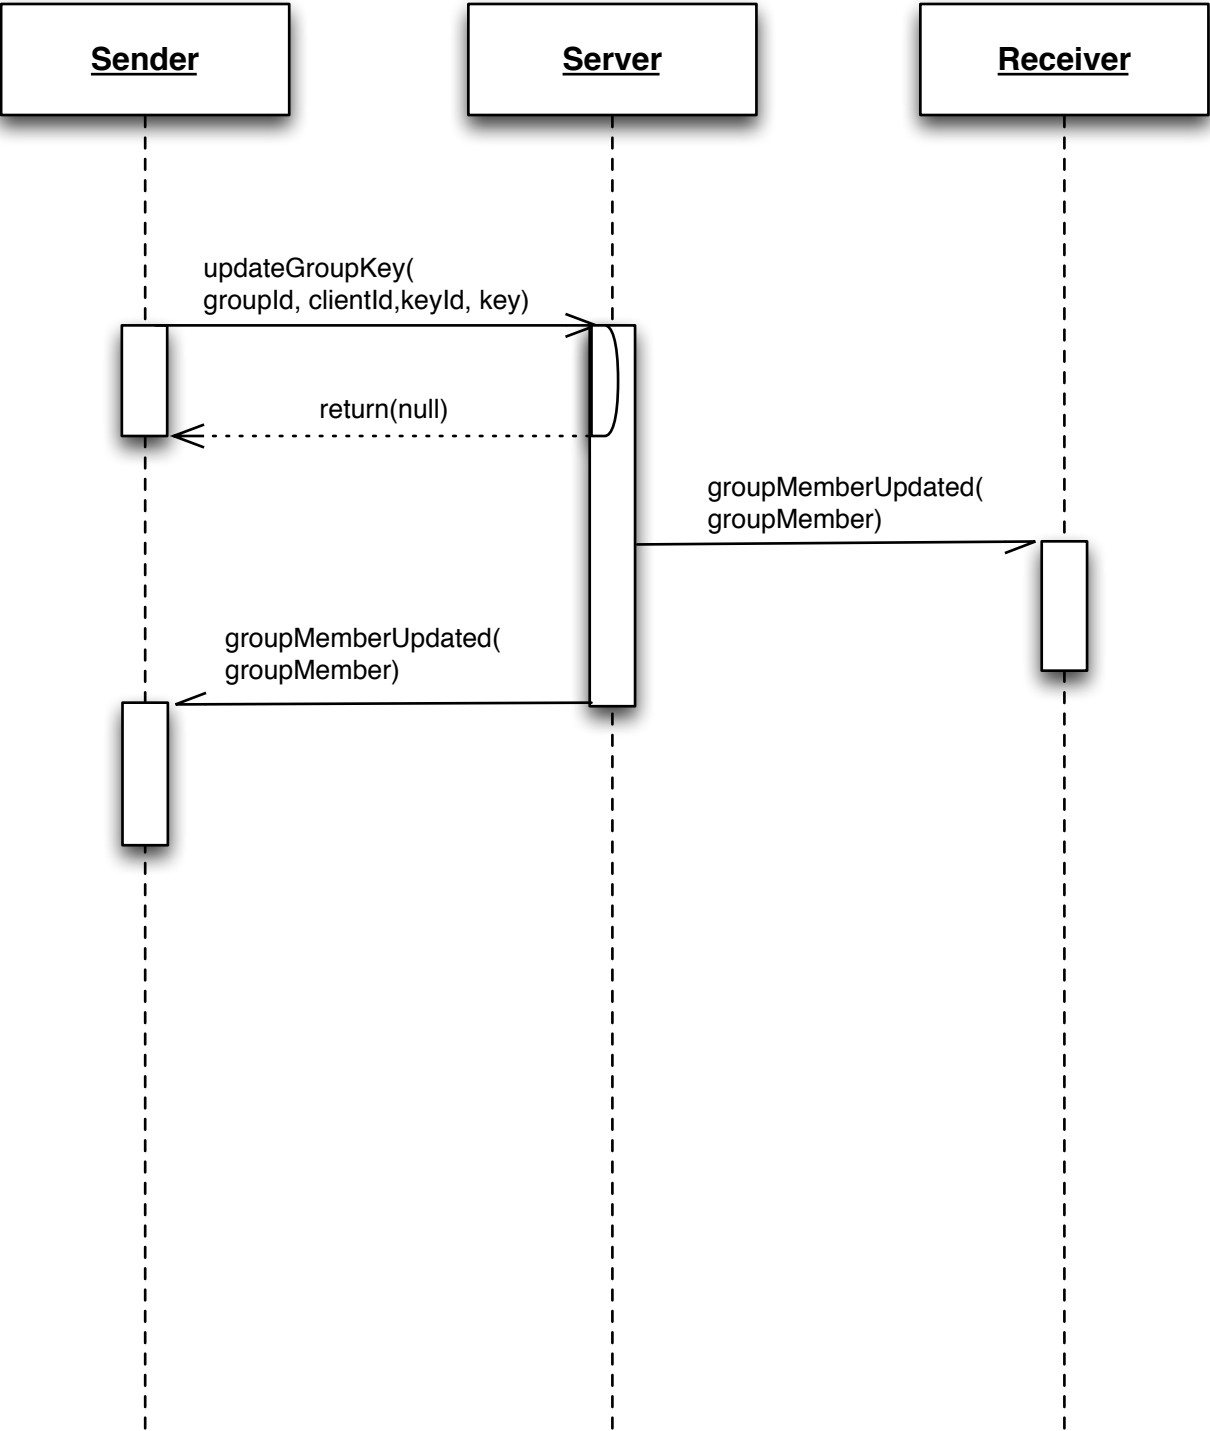 Sender
Server
Receiver
updateGroupKey(
groupId, clientId,keyId, key)
return(null)
groupMemberUpdated(
groupMember)
groupMemberUpdated(
groupMember)